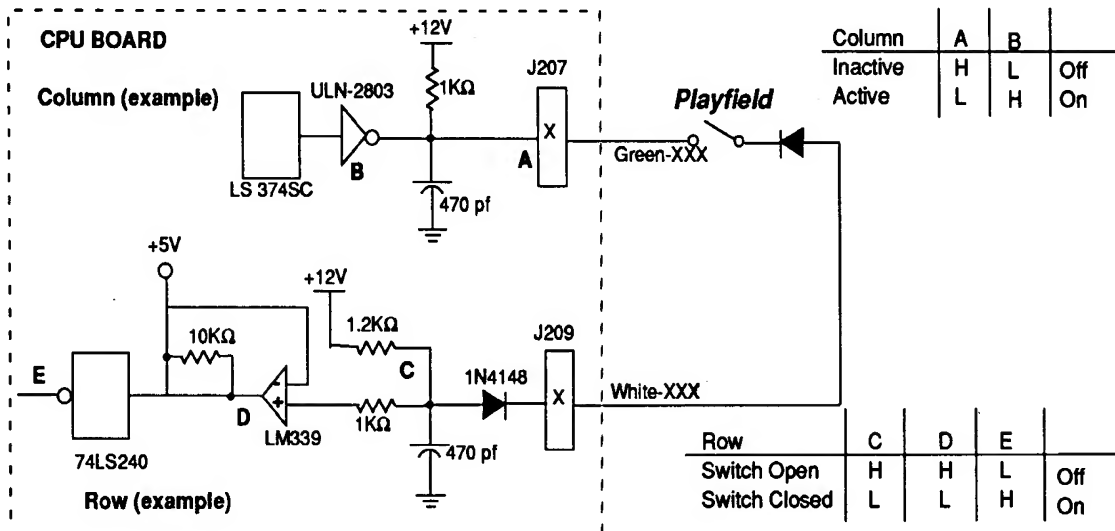 CPU BOARD
Column (example)
+12V
1KΩ
J207
ULN-2803
X
LS 374SC
B
A
470 pf
Playfield
Green-XXX
Column A B
Inactive H L Off
Active L H On
+5V
+12V
10KΩ
1.2KΩ
J209
C
1N4148
E
-
+
X
White-XXX
D
LM339
1KΩ
470 pf
74LS240
Row (example)
Row C D E
Switch Open H H L Off
Switch Closed L L H On